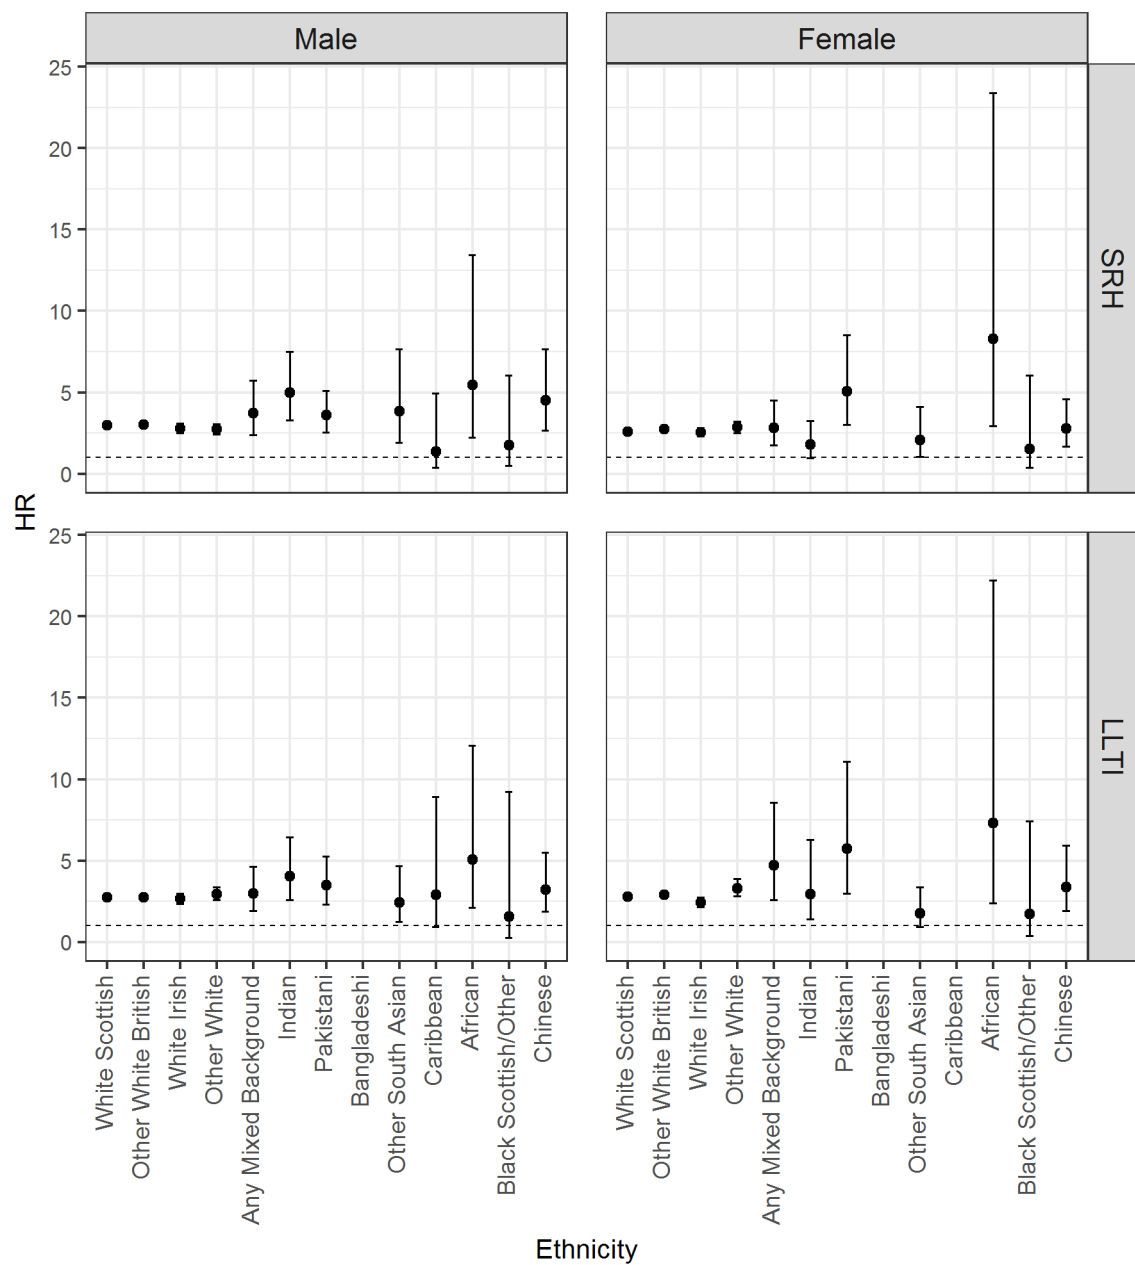 Male
Female
25
20
15
10
5
0
SRH
HR
25
20
15
10
5
0
LLTI
White Scottish
Other White British
White Irish
Other White
Any Mixed Background
Indian
Pakistani
Bangladeshi
Other South Asian
Caribbean
African
Black Scottish/Other
Chinese
White Scottish
Other White British
White Irish
Other White
Any Mixed Background
Indian
Pakistani
Bangladeshi
Other South Asian
Caribbean
African
Black Scottish/Other
Chinese
Ethnicity